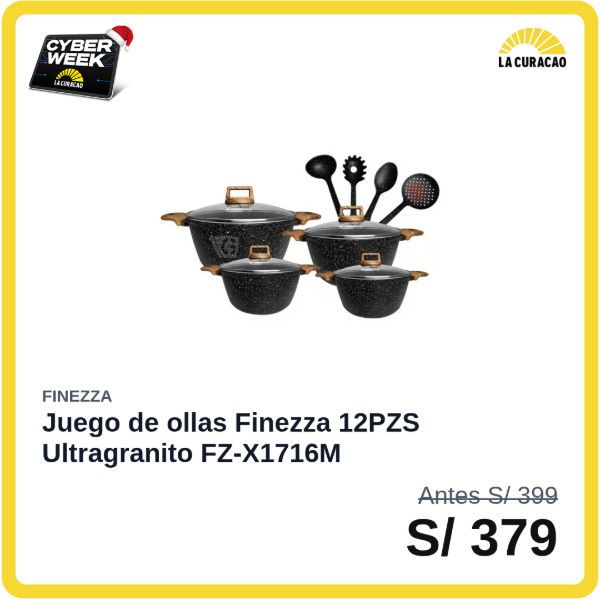 CYBER
WEEK
LA CURACAO
LA CURACAO
FINEZZA
Juego de ollas Finezza 12PZS
Ultragranito FZ-X1716M
Antes S/ 399
S/ 379